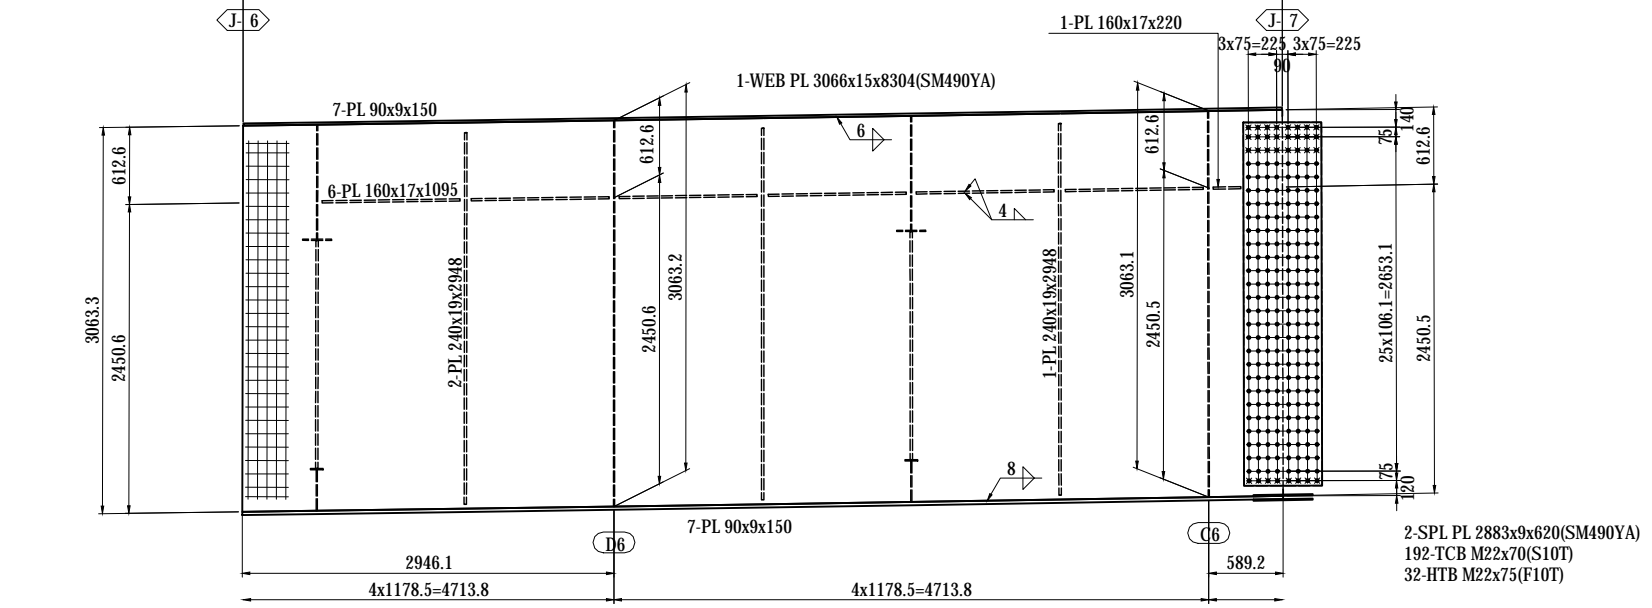 J- 6
1-PL 160x17x220
J- 7
3x75=225 3x75=225
90
1-WEB PL 3066x15x8304(SM490YA)
7-PL 90x9x150
6
140
75
612.6
612.6
612.6
612.6
6-PL 160x17x1095
4
3063.3
2450.6
2-PL 240x19x2948
2450.6
3063.2
1-PL 240x19x2948
3063.1
2450.5
25x106.1=2653.1
2450.5
8
75
120
7-PL 90x9x150
D6
C6
2-SPL PL 2883x9x620(SM490YA)
192-TCB M22x70(S10T)
32-HTB M22x75(F10T)
2946.1
589.2
4x1178.5=4713.8
4x1178.5=4713.8